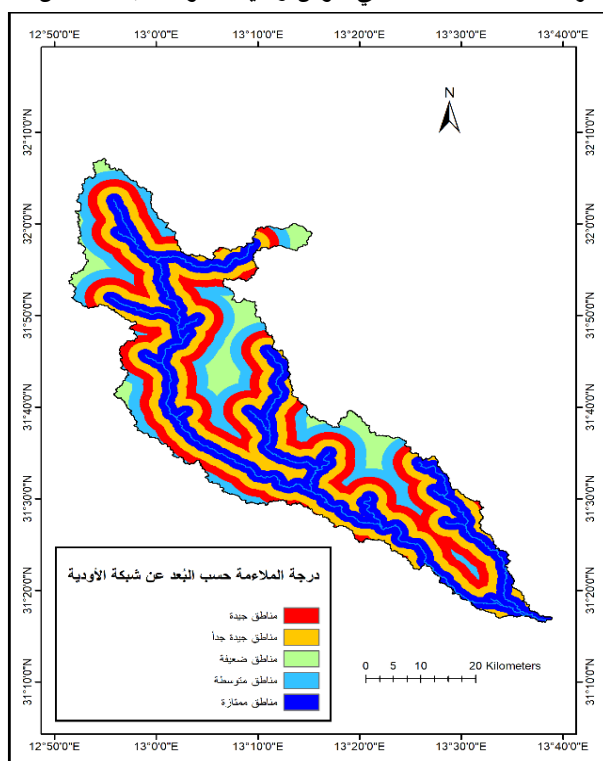 12°50'0"E 13°0'0"E 13°10'0"E 13°20'0"E 13°30'0"E 13°40'0"E
N
32°10'0"N 32°10'0"N
32°0'0"N 32°0'0"N
31°50'0"N 31°50'0"N
31°40'0"N 31°40'0"N
31°30'0"N 31°30'0"N
31°20'0"N 31°20'0"N
31°10'0"N 31°10'0"N
درجة الملاءمة حسب البُعد عن شبكة الأودية
مناطق جيدة
مناطق جيدة جداً
مناطق ضعيفة
مناطق متوسطة
مناطق ممتازة
0 5 10 20 Kilometers
12°50'0"E 13°0'0"E 13°10'0"E 13°20'0"E 13°30'0"E 13°40'0"E